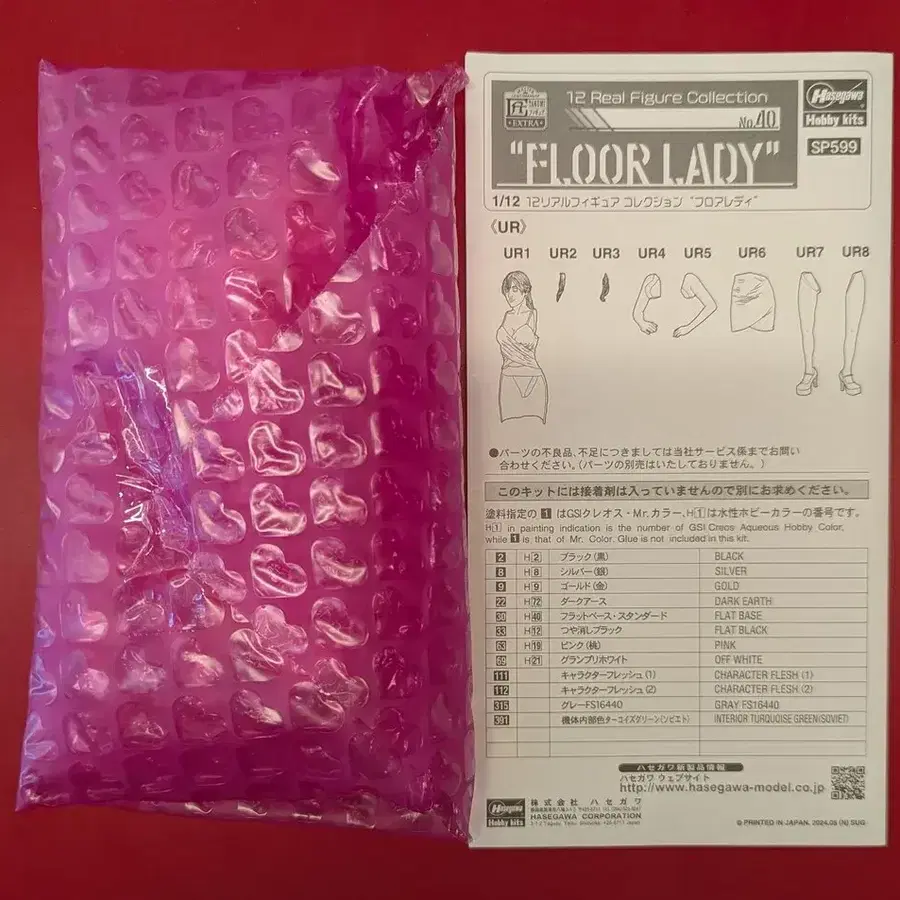 12 Real Figure Collection
No.40
EXTRA
Hasegawa
Hobby kits
SP599
"FLOOR LADY"
1/12 12リアルフィギュア コレクション "フロアレディ"
《UR》
UR1 UR2 UR3 UR4 UR5 UR6 UR7 UR8
●パーツの不良品、不足につきましては当社サービス係までお問い
合わせください。(パーツの別売はいたしておりません。)
このキットには接着剤は入っていませんので別にお求めください。
塗料指定の 1 はGSIクレオス・Mr.カラー、H1は水性ホビーカラーの番号です。
H1 in painting indication is the number of GSI Creos Aqueous Hobby Color,
while 1 is that of Mr. Color. Glue is not included in this kit.
2 H2 ブラック(黒) BLACK
8 H8 シルバー(銀) SILVER
9 H9 ゴールド(金) GOLD
22 H72 ダークアース DARK EARTH
30 H40 フラットベース・スタンダード FLAT BASE
33 H12 つや消しブラック FLAT BLACK
63 H19 ピンク(桃) PINK
69 H21 グランプリホワイト OFF WHITE
111 キャラクターフレッシュ(1) CHARACTER FLESH (1)
112 キャラクターフレッシュ(2) CHARACTER FLESH (2)
315 グレーFS16440 GRAY FS16440
391 機体内部色ターコイズグリーン(ソビエト) INTERIOR TURQUOISE GREEN(SOVIET)
ハセガワ新製品情報
ハセガワ ウェブサイト
http://www.hasegawa-model.co.jp
Hasegawa
Hobby kits
株式会社 ハセガワ
HASEGAWA CORPORATION
© PRINTED IN JAPAN. 2024.05 (N) SUG